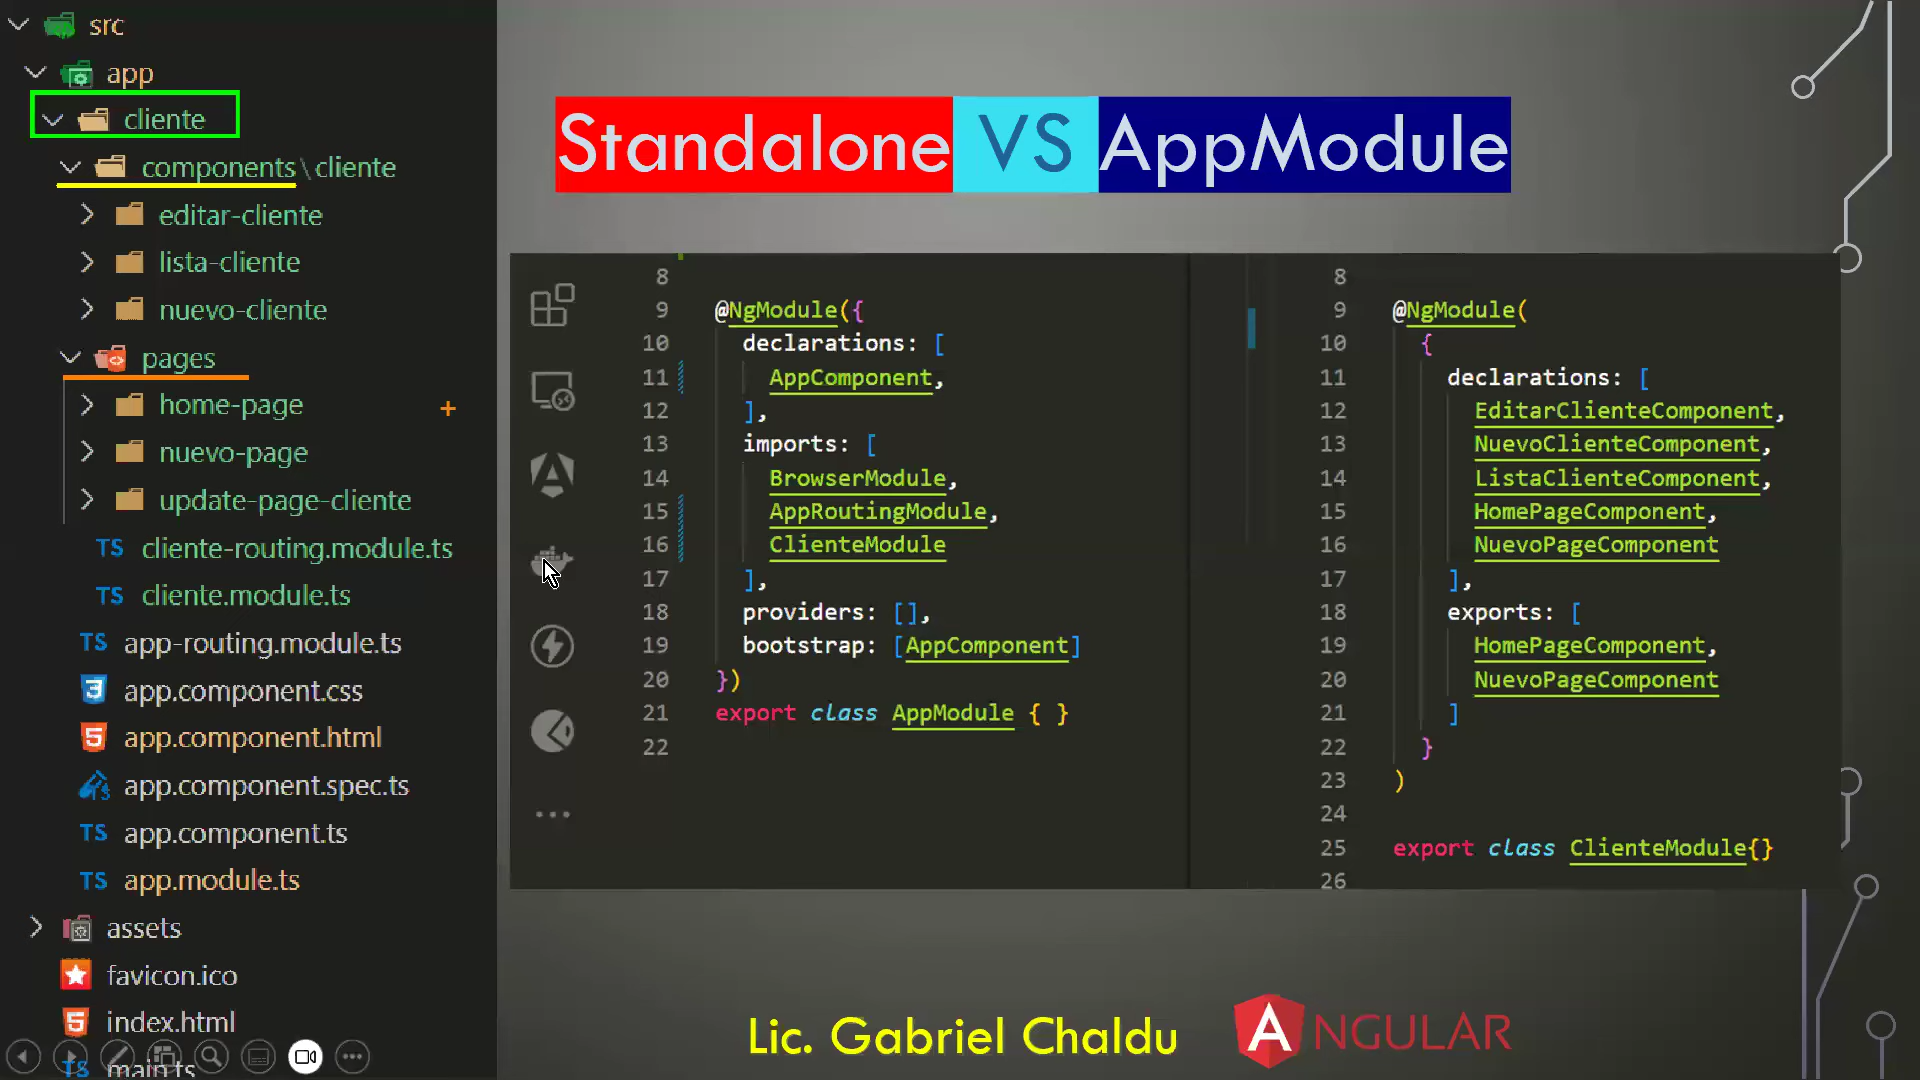 src
app
cliente
components\cliente
editar-cliente
lista-cliente
nuevo-cliente
pages
home-page
nuevo-page
update-page-cliente
TS cliente-routing.module.ts
TS cliente.module.ts
TS app-routing.module.ts
app.component.css
app.component.html
app.component.spec.ts
TS app.component.ts
TS app.module.ts
assets
favicon.ico
index.html
TS main.ts
Standalone VS AppModule
8
9 @NgModule({
10 declarations: [
11 AppComponent,
12 ],
13 imports: [
14 BrowserModule,
15 AppRoutingModule,
16 ClienteModule
17 ],
18 providers: [],
19 bootstrap: [AppComponent]
20 })
21 export class AppModule { }
22
8
9 @NgModule(
10 {
11 declarations: [
12 EditarClienteComponent,
13 NuevoClienteComponent,
14 ListaClienteComponent,
15 HomePageComponent,
16 NuevoPageComponent
17 ],
18 exports: [
19 HomePageComponent,
20 NuevoPageComponent
21 ]
22 }
23 )
24
25 export class ClienteModule{}
26
Lic. Gabriel Chaldu
ANGULAR